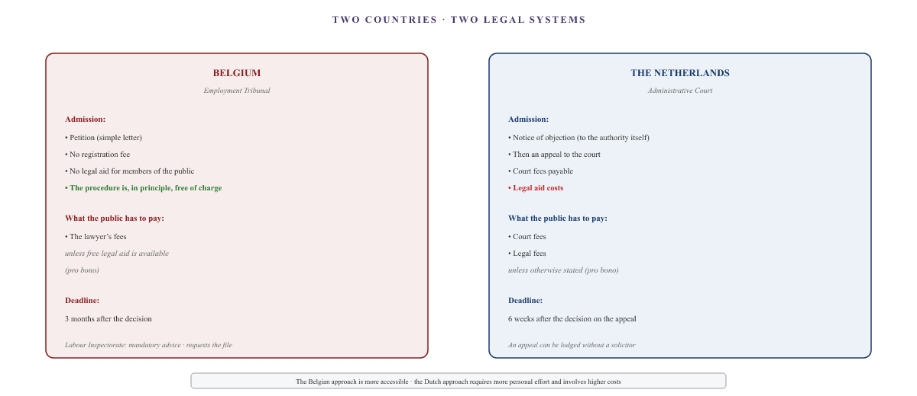 TWO COUNTRIES · TWO LEGAL SYSTEMS
BELGIUM
Employment Tribunal
Admission:
• Petition (simple letter)
• No registration fee
• No legal aid for members of the public
• The procedure is, in principle, free of charge
What the public has to pay:
• The lawyer's fees
unless free legal aid is available
(pro bono)
Deadline:
3 months after the decision
Labour Inspectorate: mandatory advice · requests the file
THE NETHERLANDS
Administrative Court
Admission:
• Notice of objection (to the authority itself)
• Then an appeal to the court
• Court fees payable
• Legal aid costs
What the public has to pay:
• Court fees
• Legal fees
unless otherwise stated (pro bono)
Deadline:
6 weeks after the decision on the appeal
An appeal can be lodged without a solicitor
The Belgian approach is more accessible · the Dutch approach requires more personal effort and involves higher costs